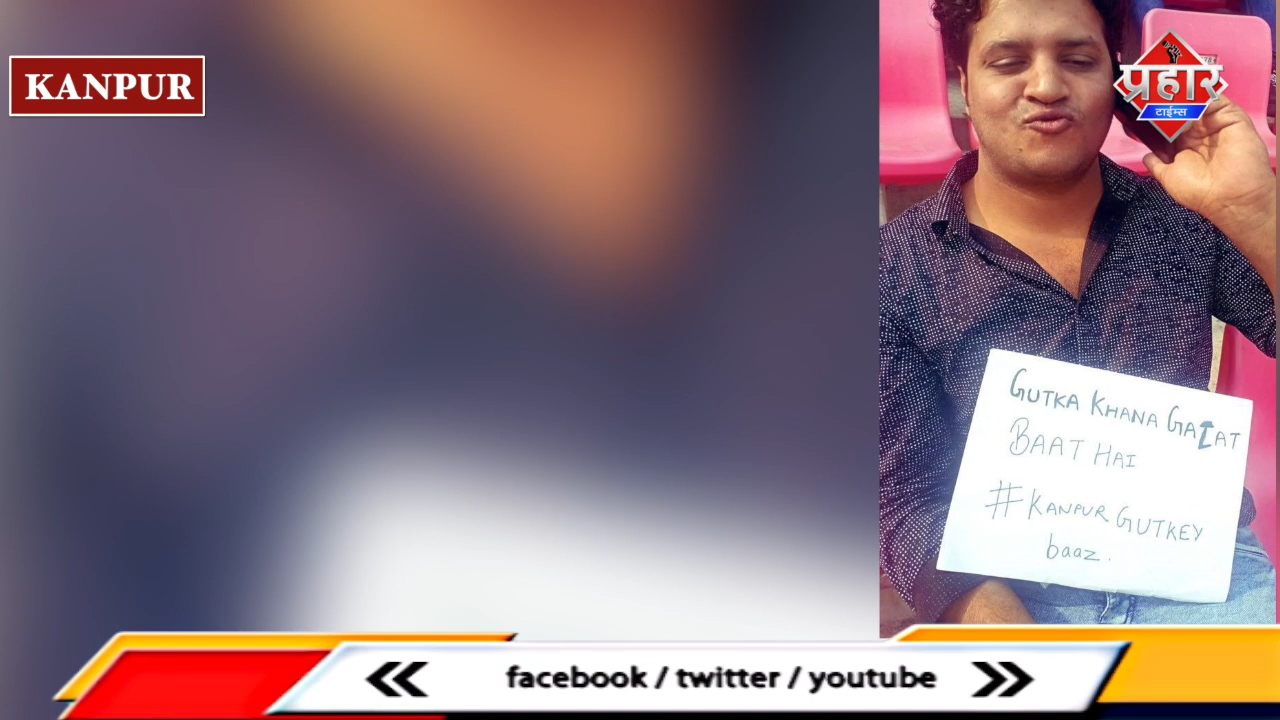 KANPUR
प्रहार
टाईम्स
GUTKA KHANA GALAT
BAAT HAI
#KANPUR GUTKEY
baaz.
facebook / twitter / youtube